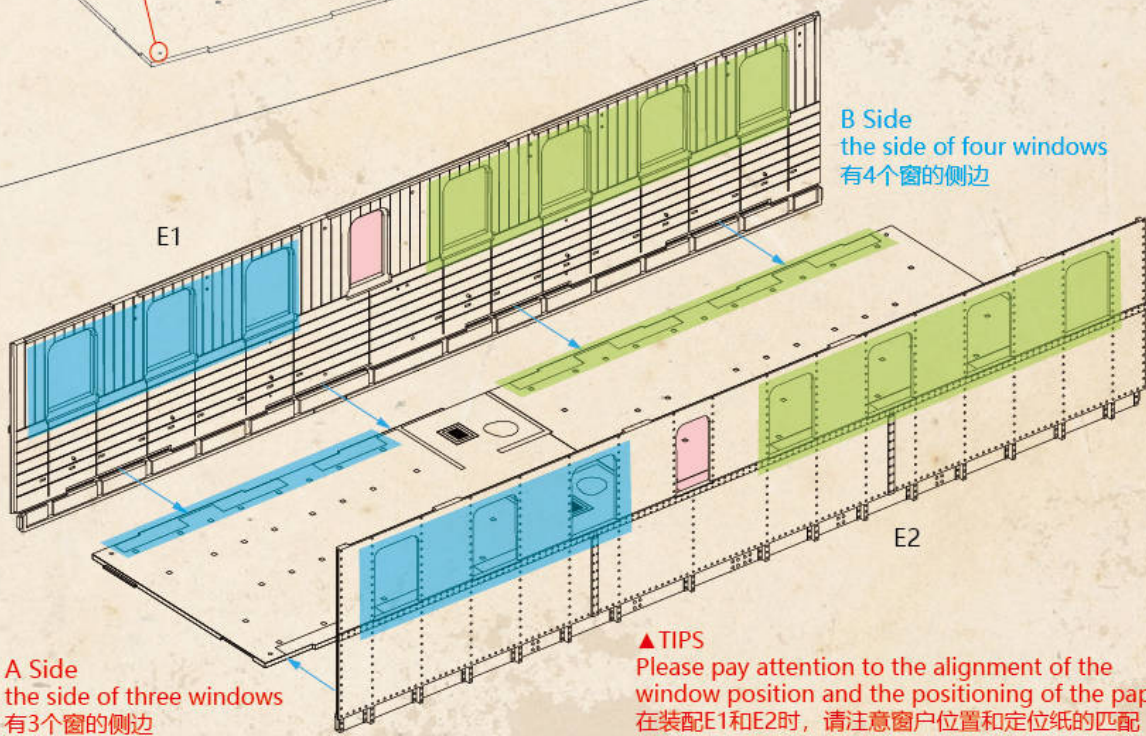 E1
B Side
the side of four windows
有4个窗的侧边
E2
A Side
the side of three windows
有3个窗的侧边
▲TIPS
Please pay attention to the alignment of the
window position and the positioning of the pap
在装配E1和E2时，请注意窗户位置和定位纸的匹配